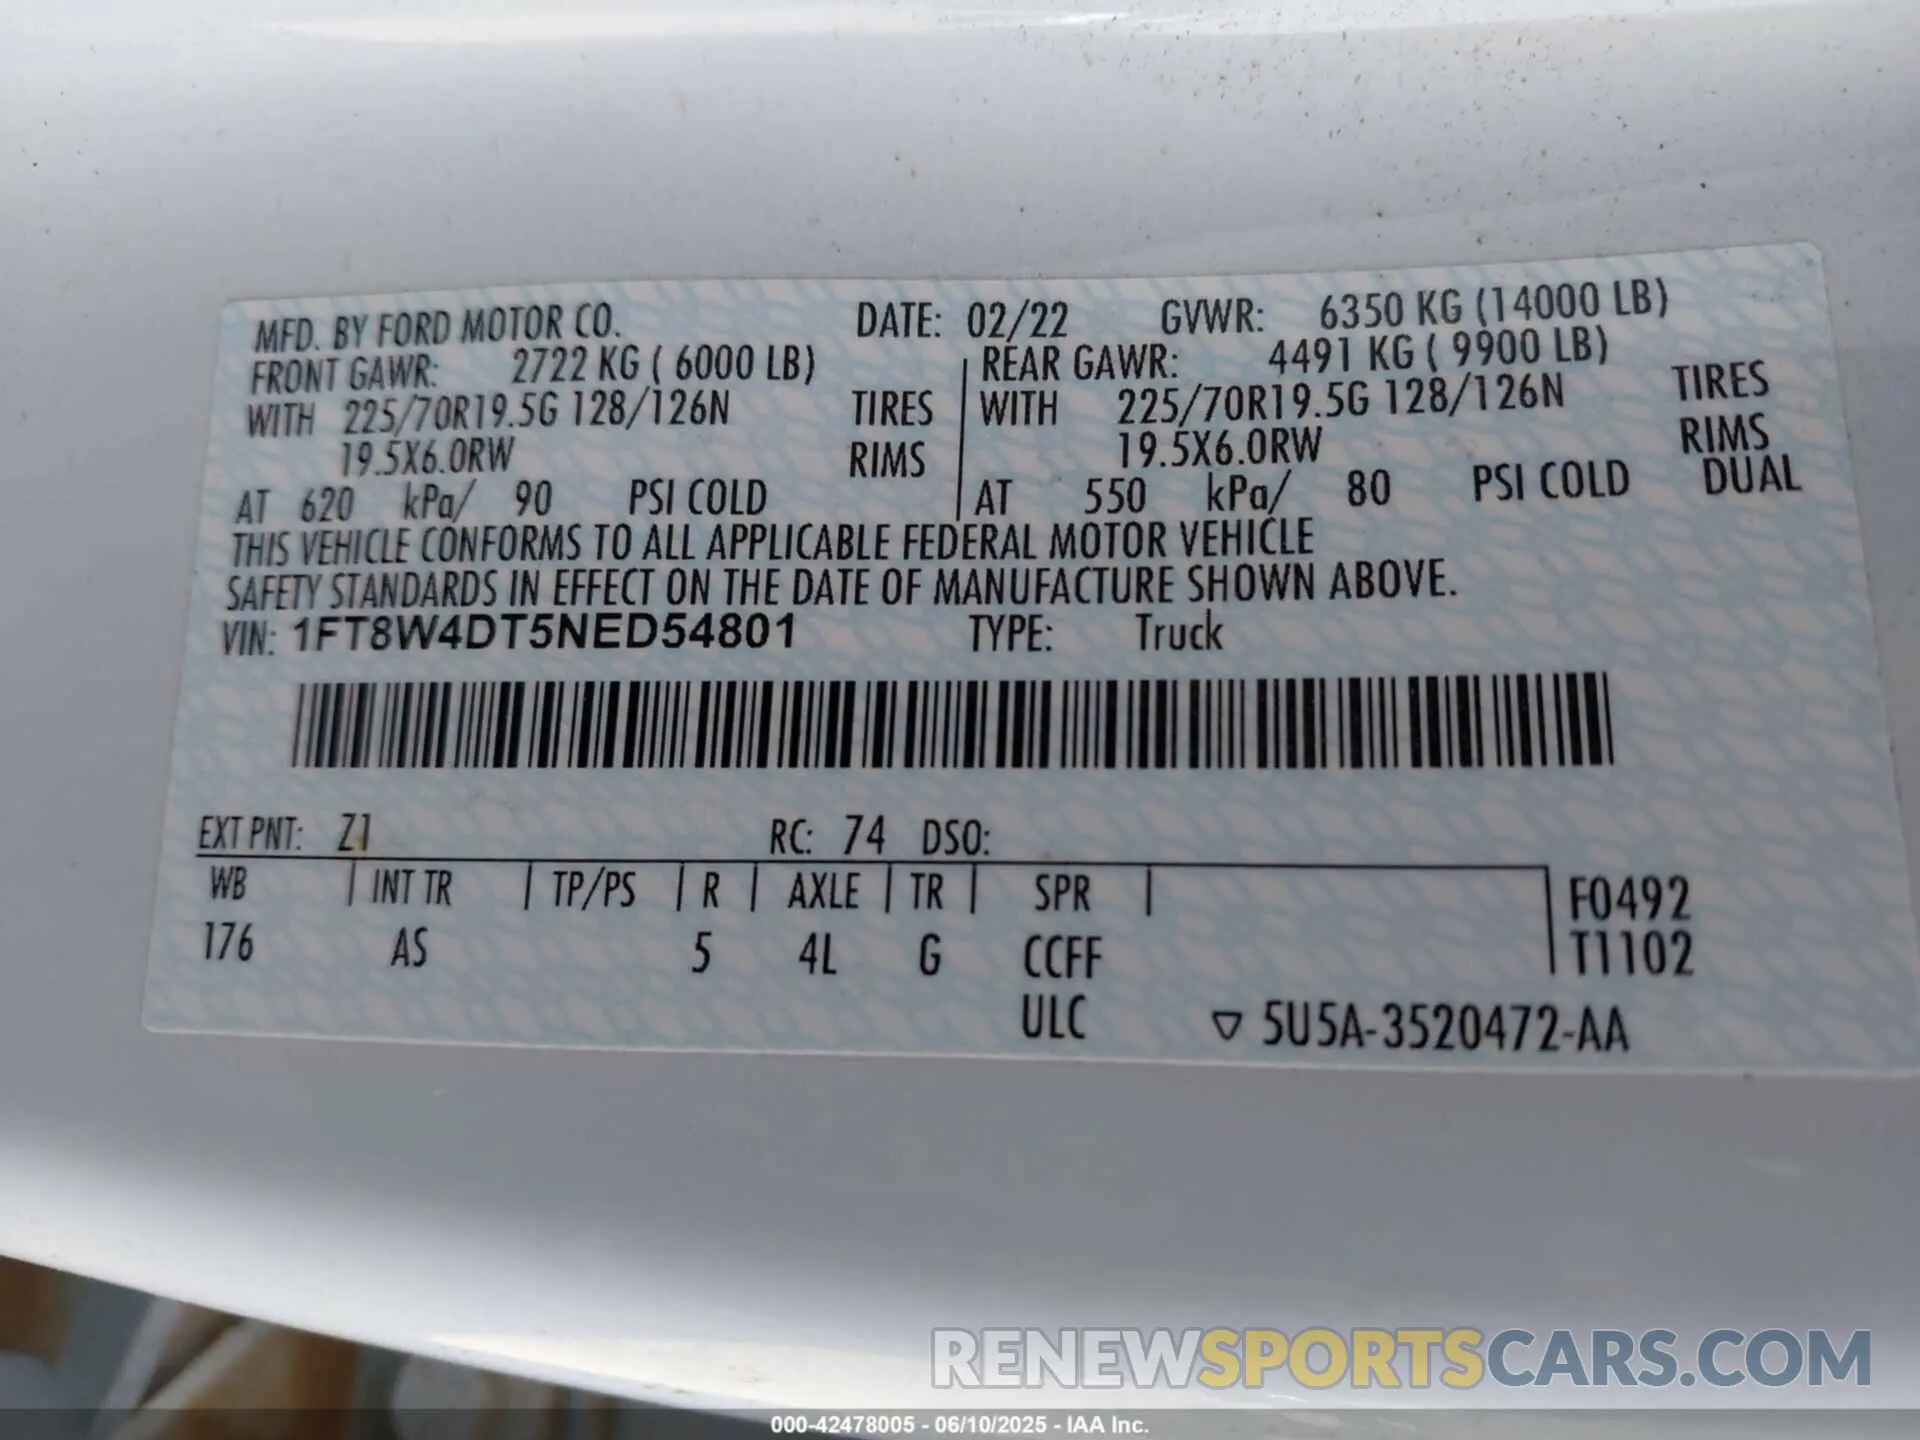 MFD. BY FORD MOTOR CO. DATE: 02/22 GVWR: 6350 KG (14000 LB)
FRONT GAWR: 2722 KG ( 6000 LB) REAR GAWR: 4491 KG ( 9900 LB)
WITH 225/70R19.5G 128/126N TIRES WITH 225/70R19.5G 128/126N TIRES
19.5X6.0RW RIMS 19.5X6.0RW RIMS
AT 620 kPa/ 90 PSI COLD AT 550 kPa/ 80 PSI COLD DUAL
THIS VEHICLE CONFORMS TO ALL APPLICABLE FEDERAL MOTOR VEHICLE
SAFETY STANDARDS IN EFFECT ON THE DATE OF MANUFACTURE SHOWN ABOVE.
VIN: 1FT8W4DT5NED54801 TYPE: Truck
EXT PNT: Z1 RC: 74 DSO:
WB INT TR TP/PS R AXLE TR SPR F0492
176 AS 5 4L G CCFF T1102
ULC ▽ 5U5A-3520472-AA
RENEWSPORTSCARS.COM
000-42478005 - 06/10/2025 - IAA Inc.